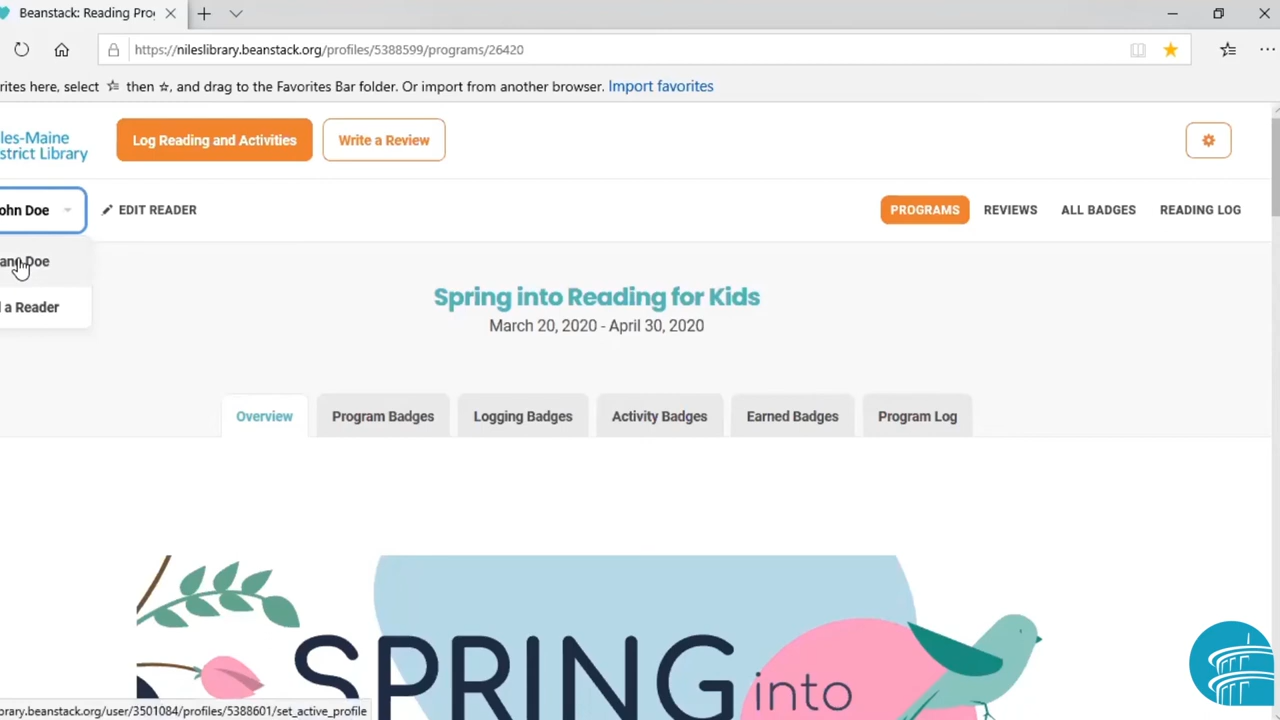 Beanstack: Reading Pro
https://nileslibrary.beanstack.org/profiles/5388599/programs/26420
rites here, select then , and drag to the Favorites Bar folder. Or import from another browser. Import favorites
les-Maine
strict Library
Log Reading and Activities
Write a Review
ohn Doe
EDIT READER
PROGRAMS
REVIEWS
ALL BADGES
READING LOG
Doe
a Reader
Spring into Reading for Kids
March 20, 2020 - April 30, 2020
Overview
Program Badges
Logging Badges
Activity Badges
Earned Badges
Program Log
SPRING into
brary.beanstack.org/user/3501084/profiles/5388601/set_active_profile